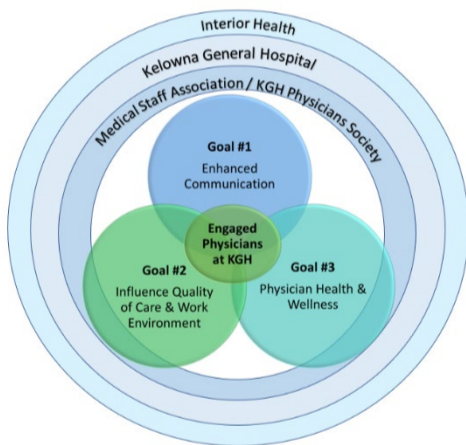 Interior Health
Kelowna General Hospital
Medical Staff Association / KGH Physicians Society
Goal #1
Enhanced
Communication
Engaged
Physicians
at KGH
Goal #2
Influence Quality
of Care & Work
Environment
Goal #3
Physician Health &
Wellness